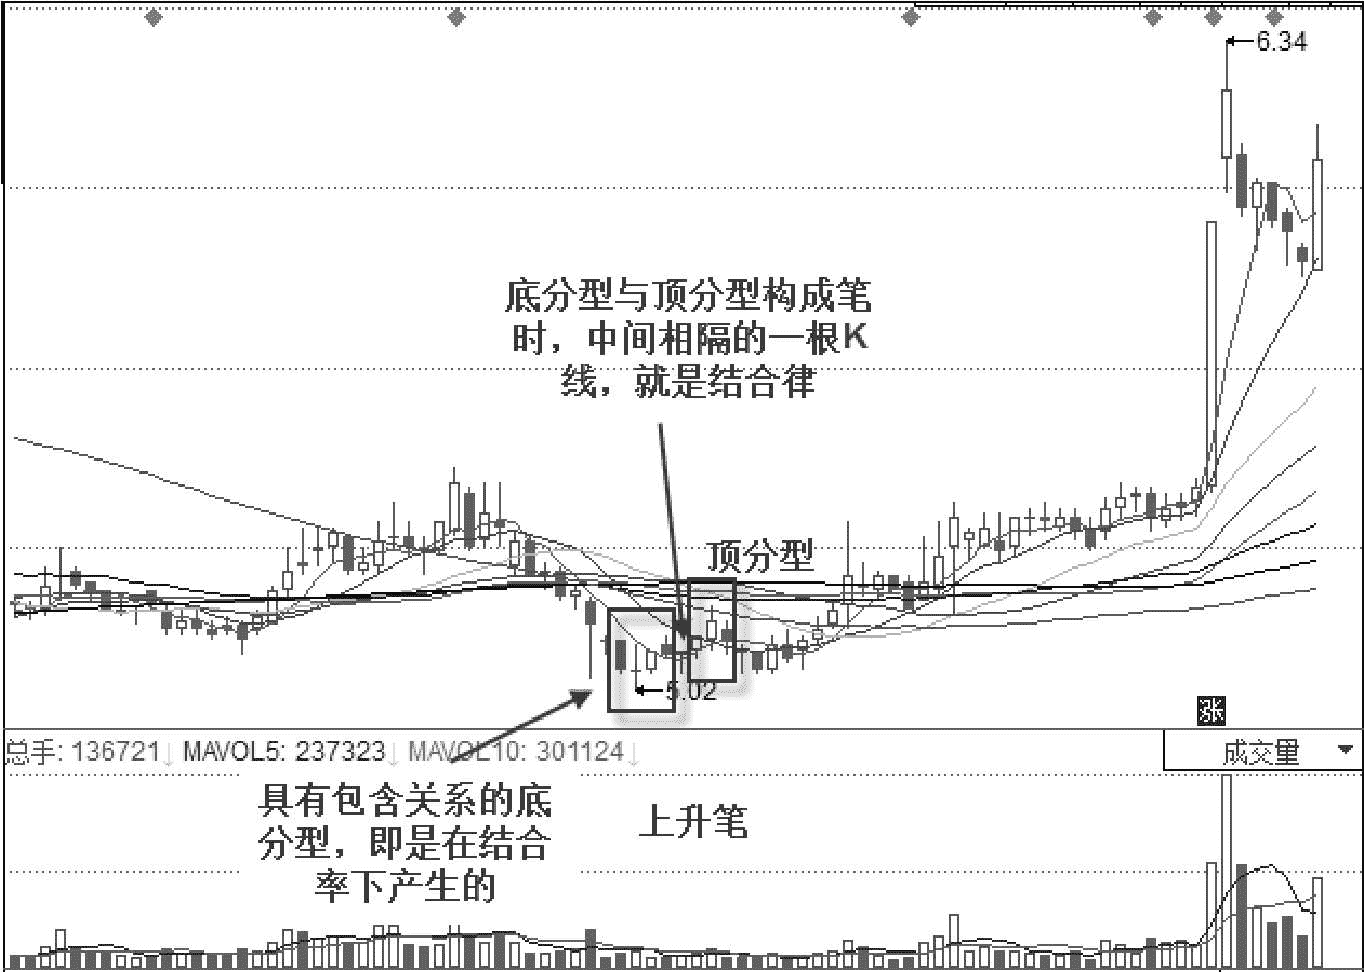 6.34
底分型与顶分型构成笔
时，中间相隔的一根K
线，就是结合律
顶分型
5.02
涨
总手: 136721↓ MAVOL5: 237323↓ MAVOL10: 301124↓
成交量
具有包含关系的底
分型，即是在结合
率下产生的
上升笔